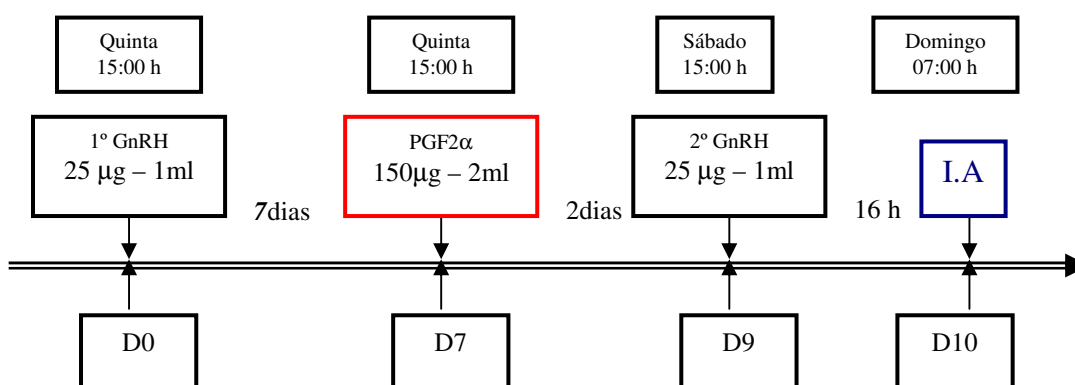 Quinta
15:00 h
Quinta
15:00 h
Sábado
15:00 h
Domingo
07:00 h
1º GnRH
25 µg – 1ml
PGF2α
150µg – 2ml
2º GnRH
25 µg – 1ml
I.A
7dias
2dias
16 h
D0
D7
D9
D10